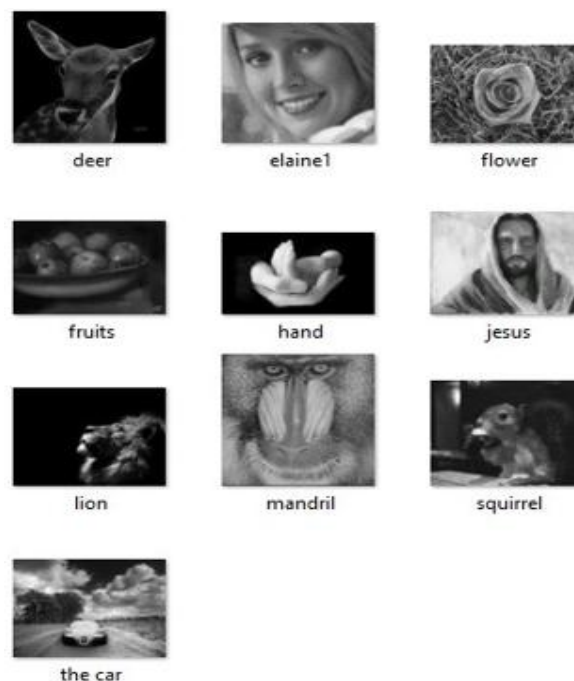 deer
elaine1
flower
fruits
hand
jesus
lion
mandril
squirrel
the car